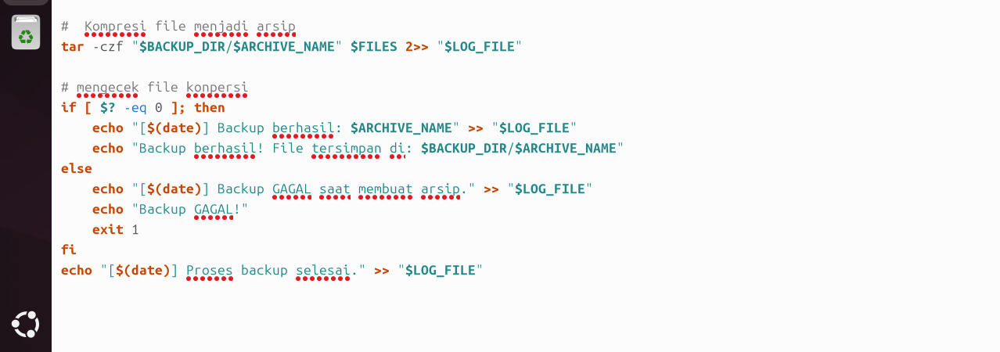 #  Kompresi file menjadi arsip
tar -czf "$BACKUP_DIR/$ARCHIVE_NAME" $FILES 2>> "$LOG_FILE"

# mengecek file konpersi
if [ $? -eq 0 ]; then
    echo "[$(date)] Backup berhasil: $ARCHIVE_NAME" >> "$LOG_FILE"
    echo "Backup berhasil! File tersimpan di: $BACKUP_DIR/$ARCHIVE_NAME"
else
    echo "[$(date)] Backup GAGAL saat membuat arsip." >> "$LOG_FILE"
    echo "Backup GAGAL!"
    exit 1
fi
echo "[$(date)] Proses backup selesai." >> "$LOG_FILE"